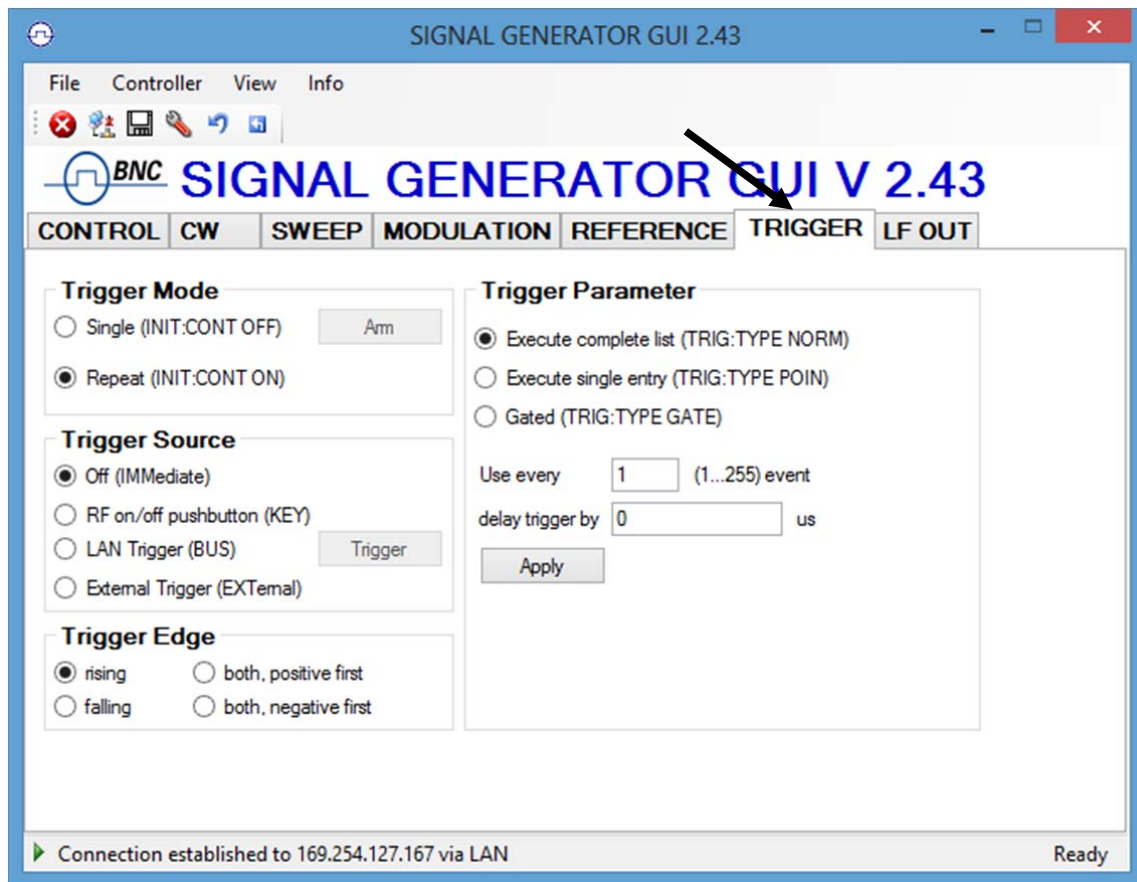 SIGNAL GENERATOR GUI 2.43
File Controller View Info
BNC SIGNAL GENERATOR GUI V 2.43
CONTROL CW SWEEP MODULATION REFERENCE TRIGGER LF OUT
Trigger Mode
Single (INIT:CONT OFF) Arm
Repeat (INIT:CONT ON)
Trigger Source
Off (IMMediate)
RF on/off pushbutton (KEY)
LAN Trigger (BUS) Trigger
External Trigger (EXTernal)
Trigger Edge
rising both, positive first
falling both, negative first
Trigger Parameter
Execute complete list (TRIG:TYPE NORM)
Execute single entry (TRIG:TYPE POIN)
Gated (TRIG:TYPE GATE)
Use every 1 (1...255) event
delay trigger by 0 us
Apply
Connection established to 169.254.127.167 via LAN Ready